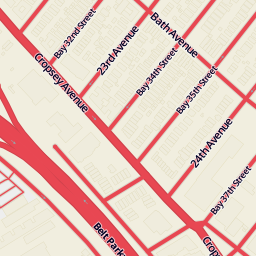 Bay 32nd Street
Bath Avenue
23rd Avenue
Cropsey Avenue
Bay 34th Street
Bay 35th Street
24th Avenue
Bay 37th Street
Belt Park
Crop